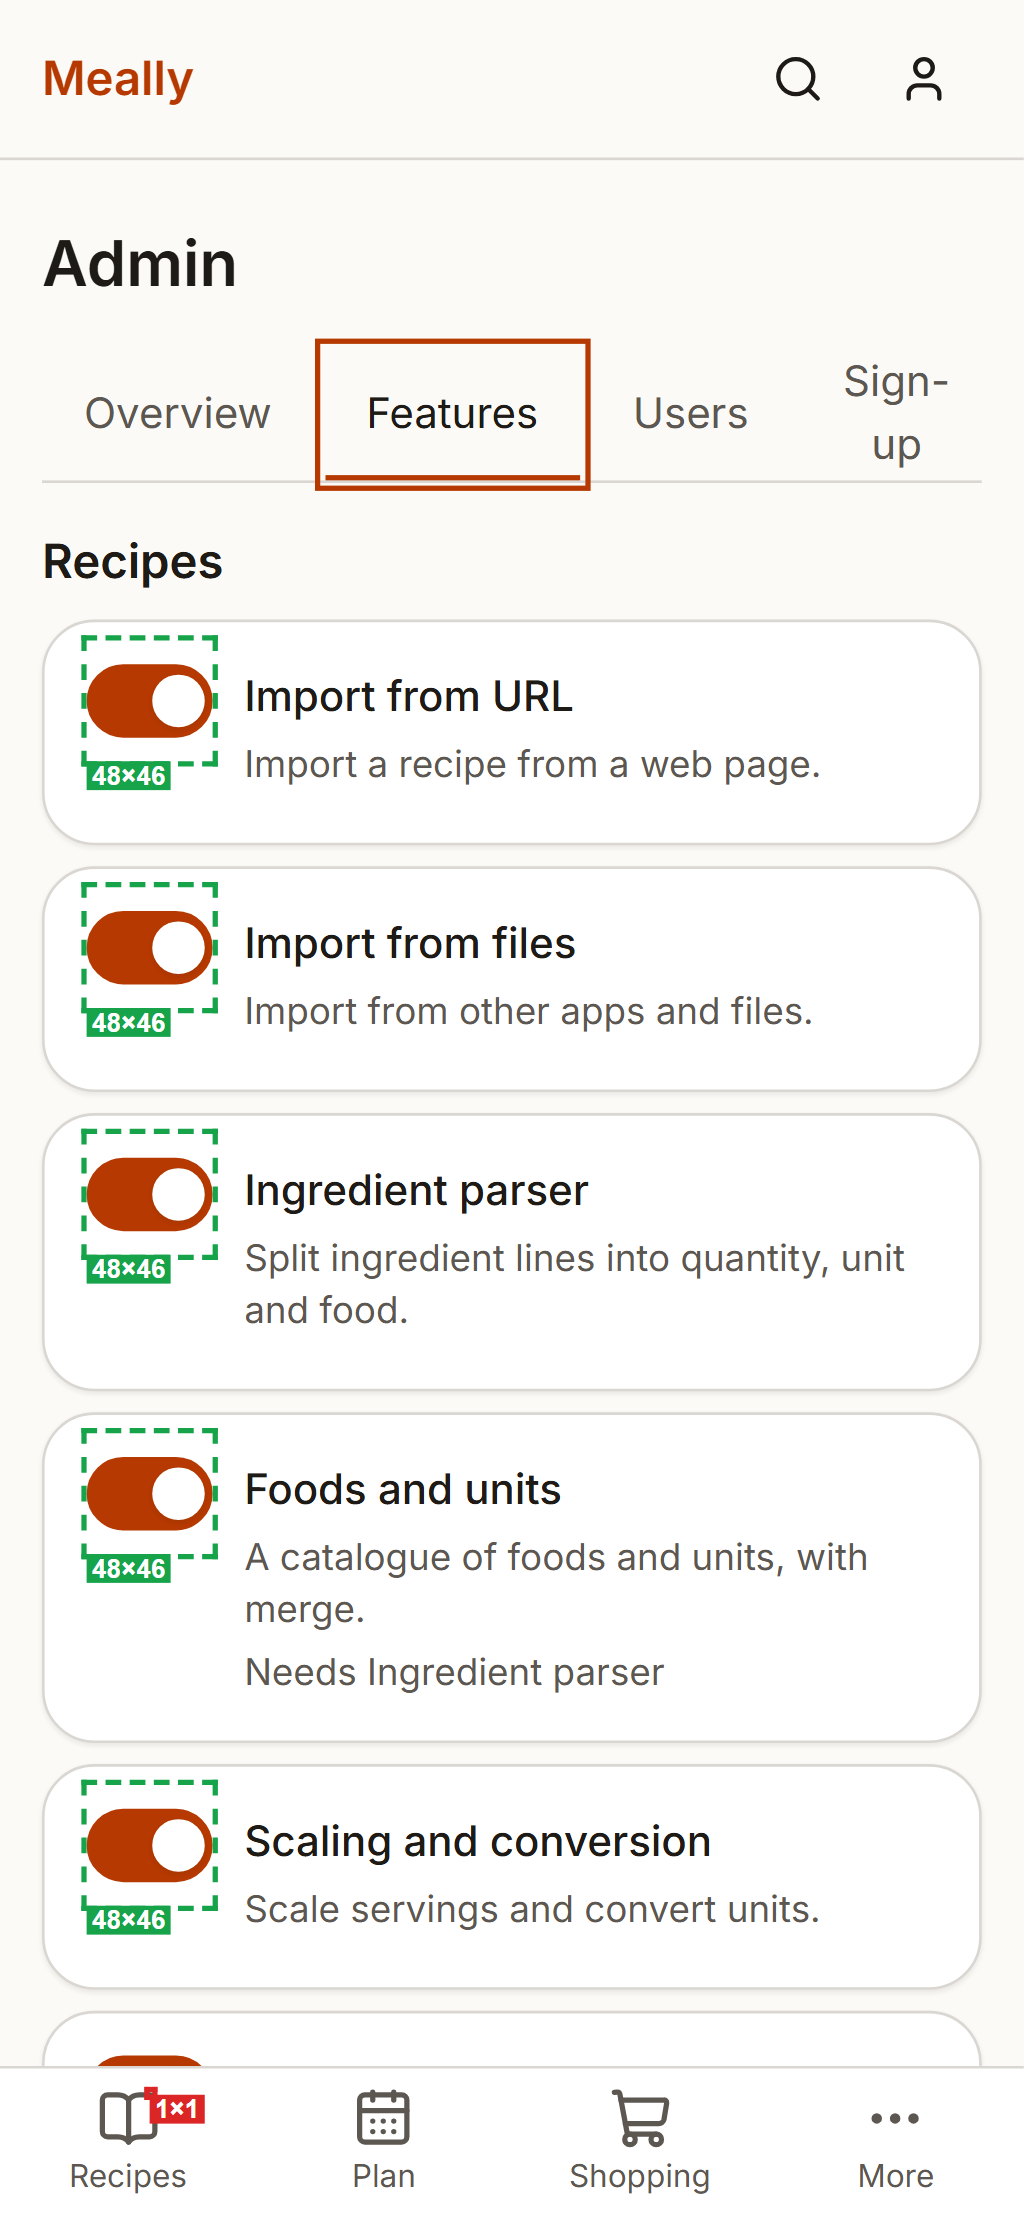 Meally
Admin
Overview
Features
Users
Sign-
up
Recipes
Import from URL
Import a recipe from a web page.
48×46
Import from files
Import from other apps and files.
48×46
Ingredient parser
Split ingredient lines into quantity, unit
and food.
48×46
Foods and units
A catalogue of foods and units, with
merge.
Needs Ingredient parser
48×46
Scaling and conversion
Scale servings and convert units.
48×46
1×1
Recipes
Plan
Shopping
More